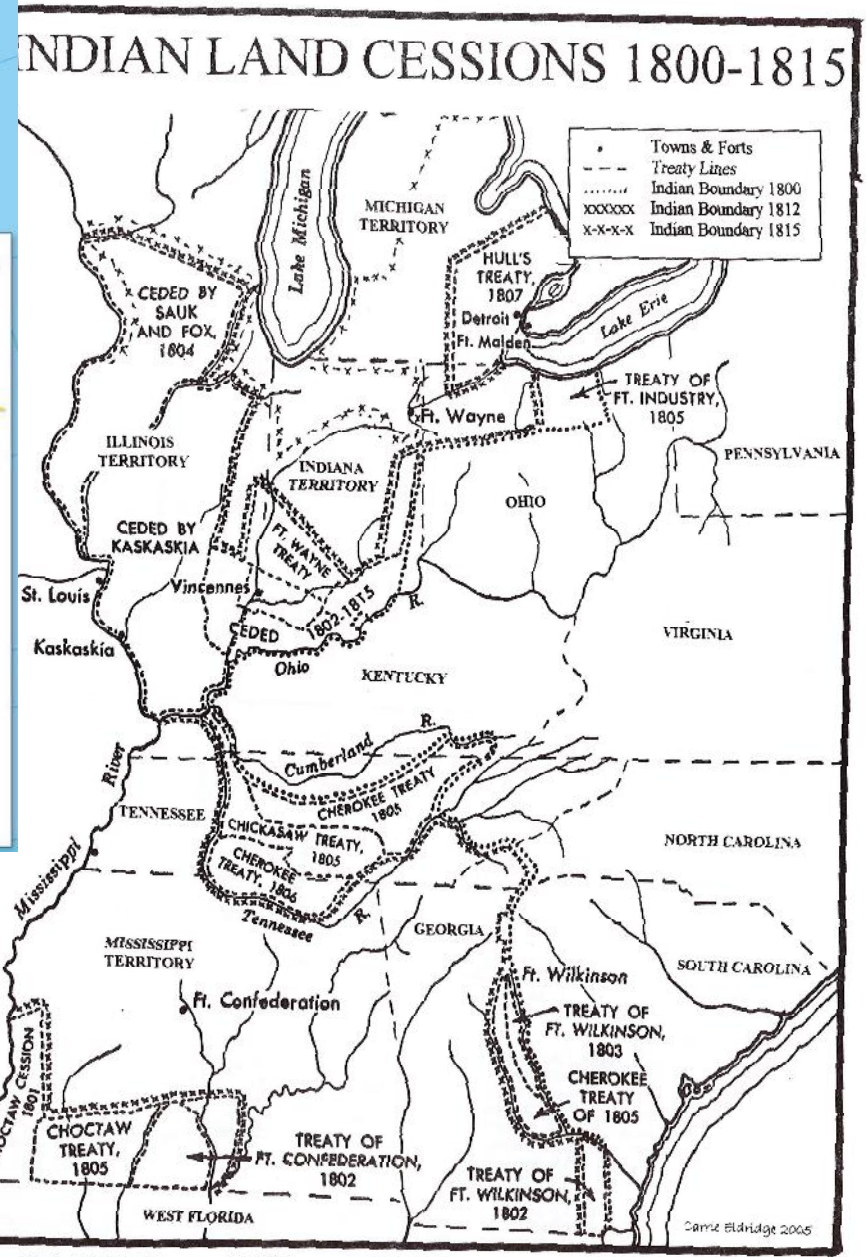 INDIAN LAND CESSIONS 1800-1815
Towns & Forts
Treaty Lines
Indian Boundary 1800
xxxxxx Indian Boundary 1812
x-x-x-x Indian Boundary 1815
Lake Michigan
MICHIGAN
TERRITORY
HULL'S
TREATY,
1807
Detroit
Ft. Malden
Lake Erie
CEDED BY
SAUK
AND FOX,
1804
TREATY OF
FT. INDUSTRY,
1805
Ft. Wayne
ILLINOIS
TERRITORY
INDIANA
TERRITORY
OHIO
PENNSYLVANIA
CEDED BY
KASKASKIA
FT. WAYNE
TREATY
St. Louis
Vincennes
CEDED 1802-1815
R.
Kaskaskia
Ohio
KENTUCKY
VIRGINIA
Mississippi River
Cumberland R.
TENNESSEE
CHEROKEE TREATY
1805
CHICKASAW TREATY,
1805
CHEROKEE
TREATY, 1806
Tennessee R.
NORTH CAROLINA
GEORGIA
SOUTH CAROLINA
MISSISSIPPI
TERRITORY
Ft. Confederation
Ft. Wilkinson
TREATY OF
FT. WILKINSON,
1803
CHEROKEE
TREATY
OF 1805
OCTAW CESSION
1801
CHOCTAW
TREATY,
1805
TREATY OF
FT. CONFEDERATION,
1802
TREATY OF
FT. WILKINSON,
1802
WEST FLORIDA
Carrie Eldridge 2005